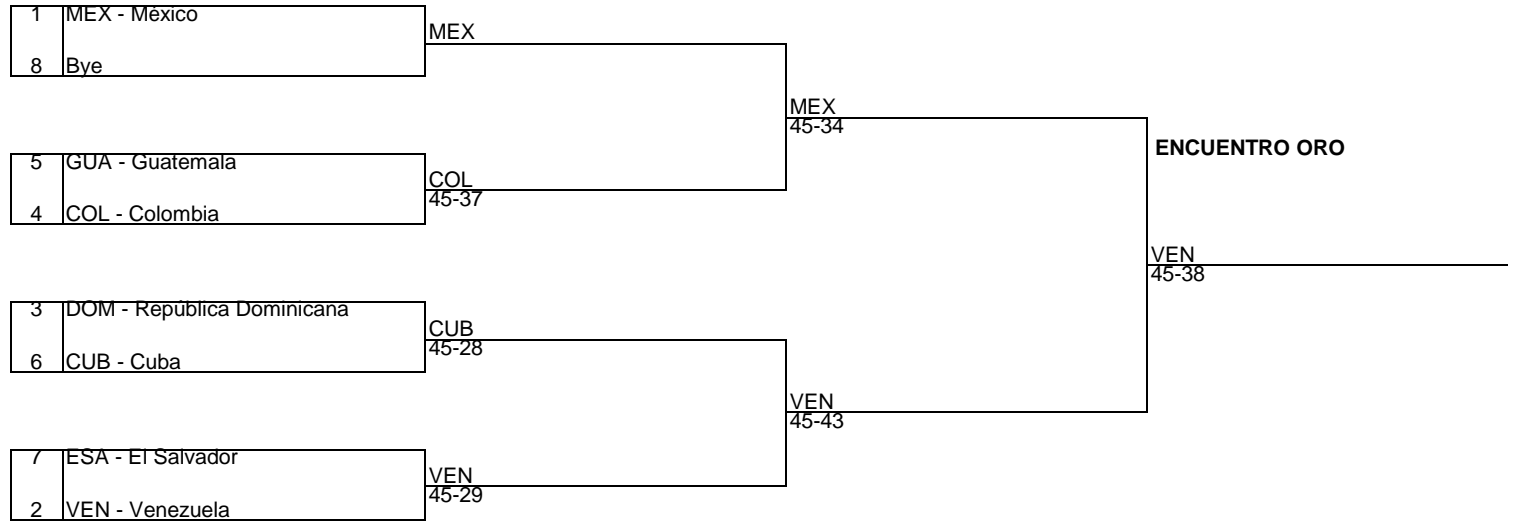 1 MEX - México
MEX
8 Bye
MEX
45-34
ENCUENTRO ORO
5 GUA - Guatemala
COL
45-37
4 COL - Colombia
VEN
45-38
3 DOM - República Dominicana
CUB
45-28
6 CUB - Cuba
VEN
45-43
7 ESA - El Salvador
VEN
45-29
2 VEN - Venezuela